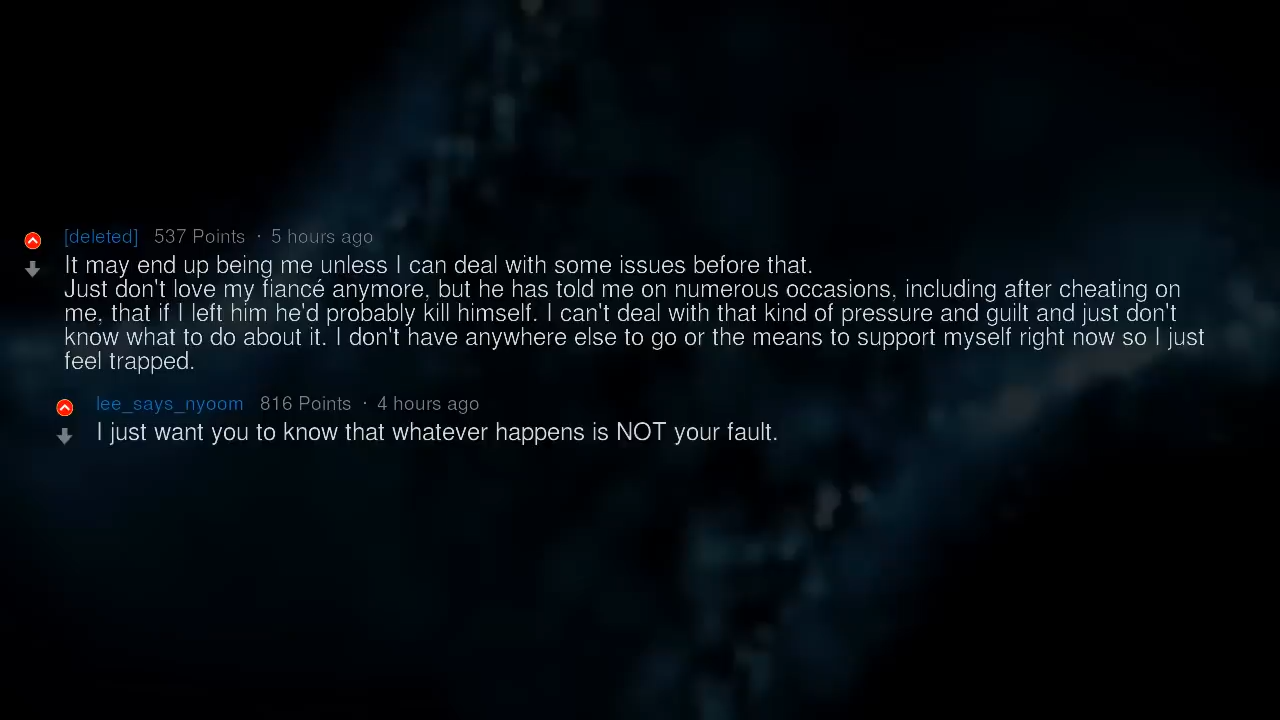 [deleted] 537 Points · 5 hours ago
It may end up being me unless I can deal with some issues before that.
Just don't love my fiancé anymore, but he has told me on numerous occasions, including after cheating on
me, that if I left him he'd probably kill himself. I can't deal with that kind of pressure and guilt and just don't
know what to do about it. I don't have anywhere else to go or the means to support myself right now so I just
feel trapped.
lee_says_nyoom 816 Points · 4 hours ago
I just want you to know that whatever happens is NOT your fault.